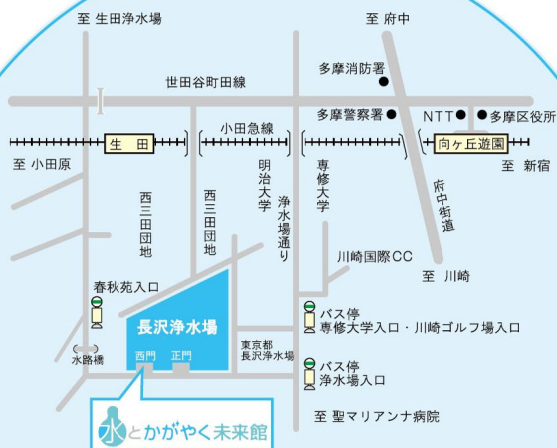 至 生田浄水場
至 府中
多摩消防署
世田谷町田線
多摩警察署
NTT
多摩区役所
小田急線
生田
向ヶ丘遊園
至 小田原
至 新宿
西三田団地
西三田団地
明治大学
浄水場通り
専修大学
府中街道
川崎国際CC
至 川崎
春秋苑入口
長沢浄水場
バス停
専修大学入口・川崎ゴルフ場入口
水路橋
西門
正門
東京都
長沢浄水場
バス停
浄水場入口
水とかがやく未来館
至 聖マリアンナ病院